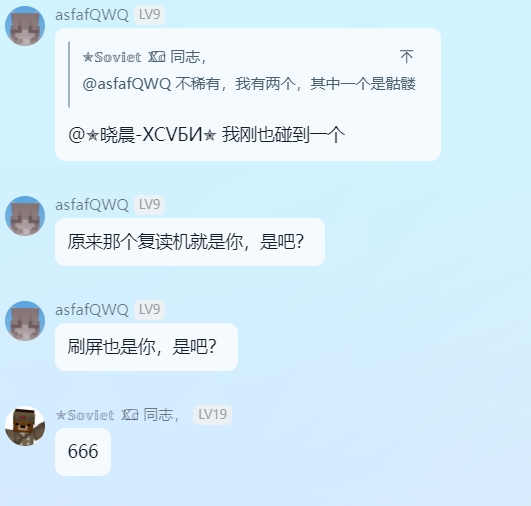 asfafQWQ LV9
✯𝕊𝕠𝕧𝕚𝕖𝕥 𝕏𝕕 同志， 不
@asfafQWQ 不稀有，我有两个，其中一个是骷髅
@✯晓晨-XCVБИ✯ 我刚也碰到一个
asfafQWQ LV9
原来那个复读机就是你，是吧？
asfafQWQ LV9
刷屏也是你，是吧？
✯𝕊𝕠𝕧𝕚𝕖𝕥 𝕏𝕕 同志， LV19
666